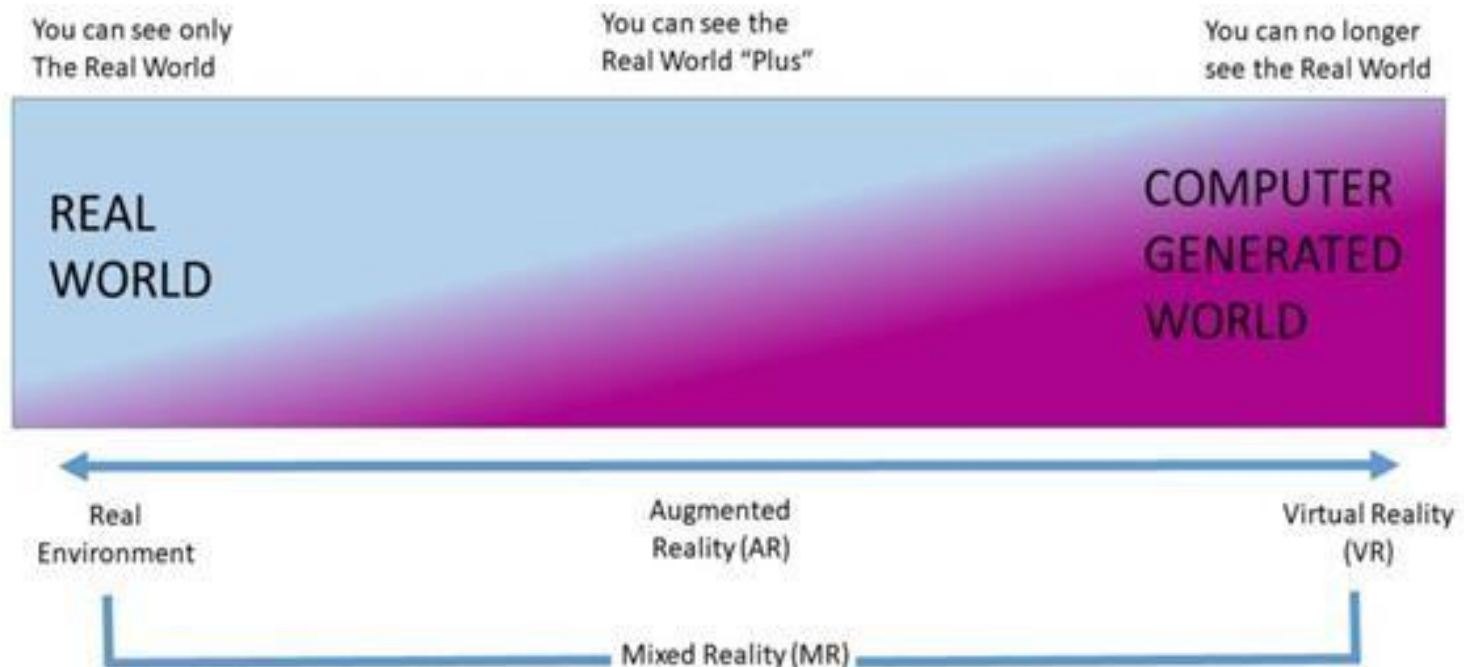 You can see only
The Real World
You can see the
Real World “Plus”
You can no longer
see the Real World
REAL
WORLD
COMPUTER
GENERATED
WORLD
Real
Environment
Augmented
Reality (AR)
Virtual Reality
(VR)
Mixed Reality (MR)